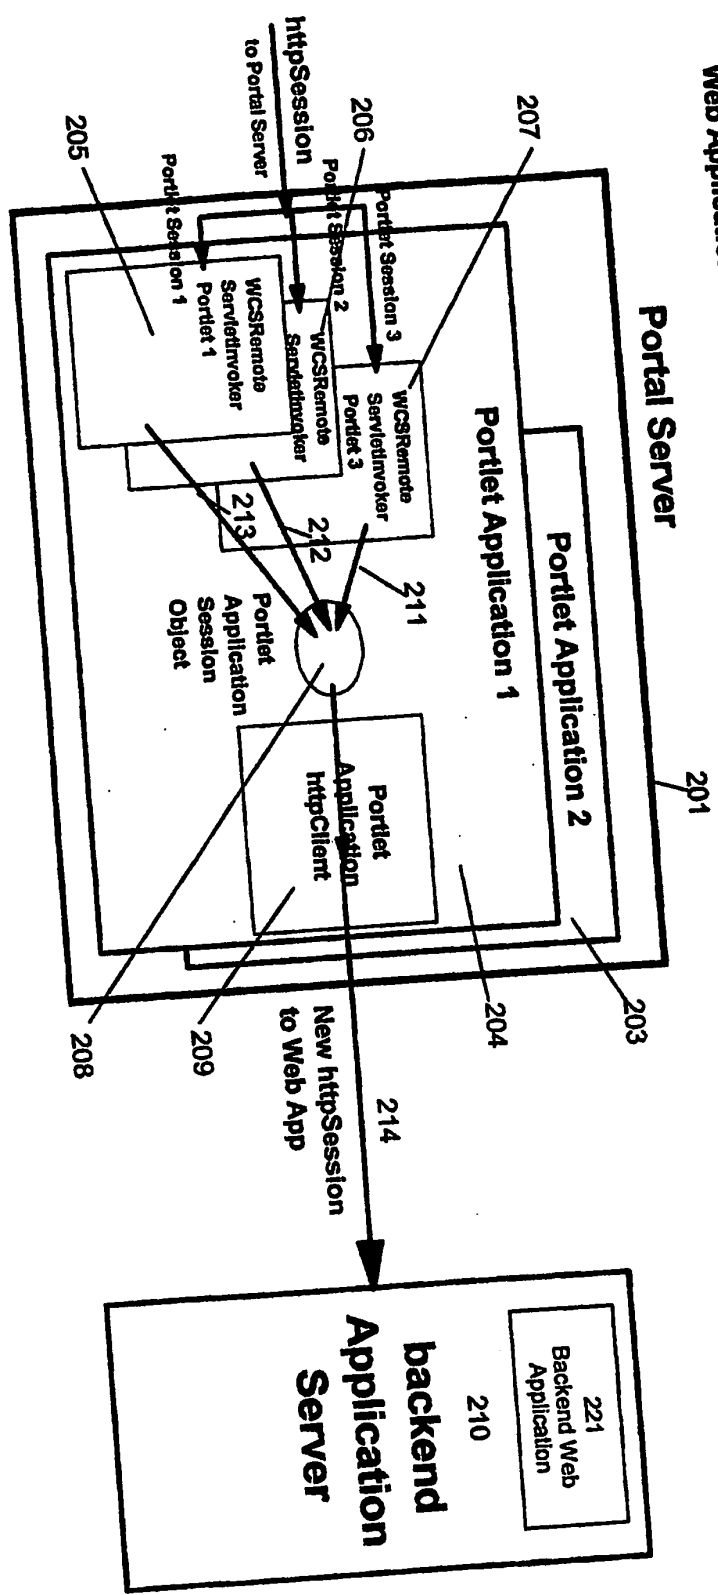 Web Application
Portal Server
201
203
204
Portlet Application 2
Portlet Application 1
207
206
205
httpSession
to Portal Server
Portlet Session 3
Portlet Session 2
Portlet Session 1
WCSRemote
ServletInvoker
Portlet 3
WCSRemote
ServletInvoker
WCSRemote
ServletInvoker
Portlet 1
211
212
213
Portlet
Application
Session
Object
Portlet
Application
httpClient
208
209
214
New httpSession
to Web App
221
Backend Web
Application
210
backend
Application
Server